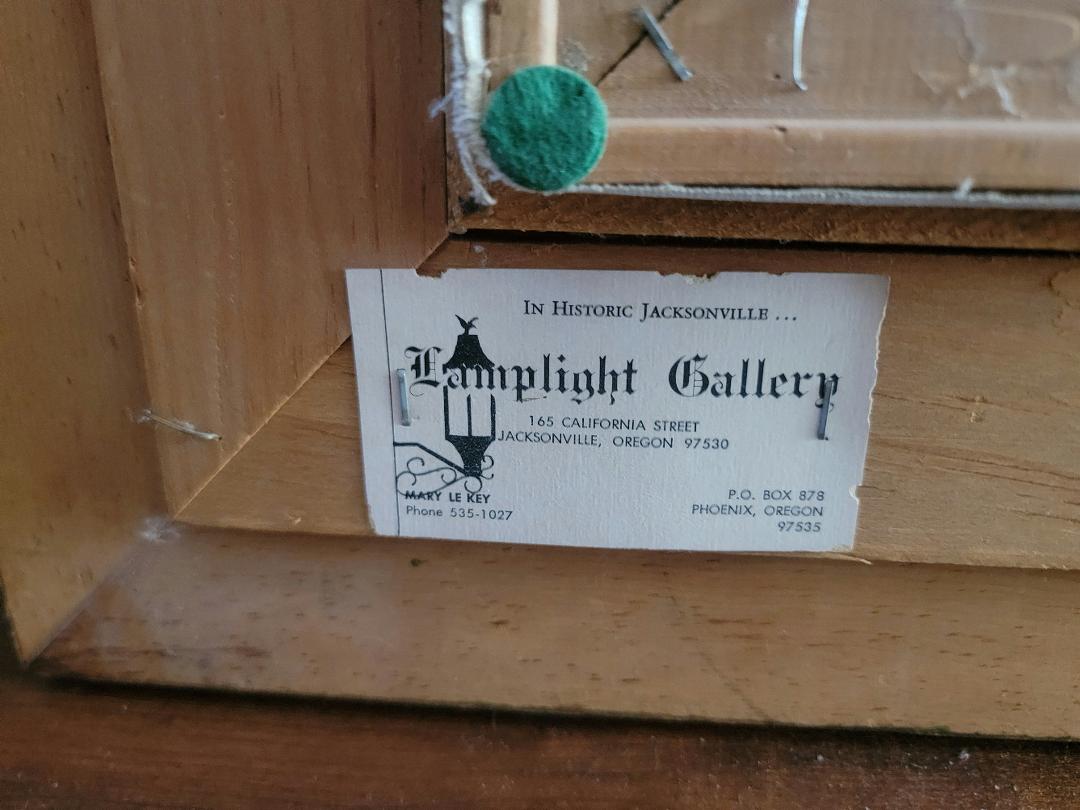 In Historic Jacksonville ...
Lamplight Gallery
165 CALIFORNIA STREET
JACKSONVILLE, OREGON 97530
MARY LE KEY
Phone 535-1027
P.O. BOX 878
PHOENIX, OREGON
97535